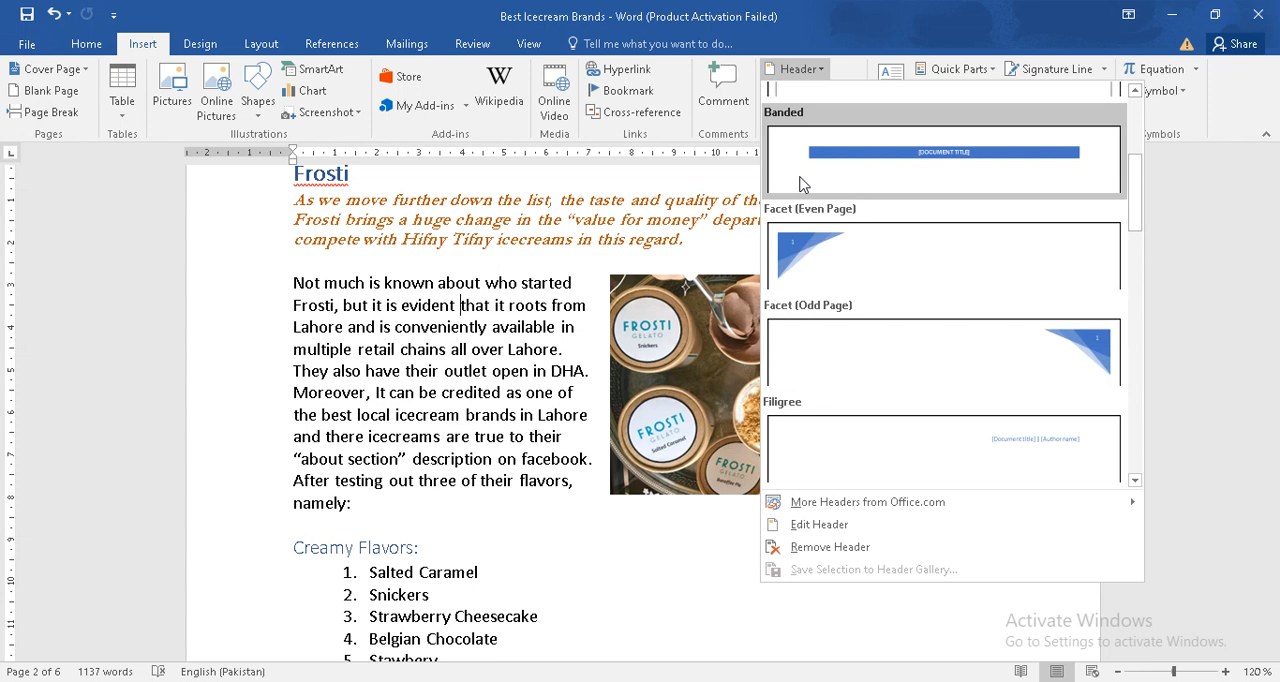 Best Icecream Brands - Word (Product Activation Failed)
File Home Insert Design Layout References Mailings Review View Tell me what you want to do... Share
Cover Page
Blank Page
Page Break
Pages
Table
Tables
Pictures
Online Pictures
Shapes
SmartArt
Chart
Screenshot
Illustrations
Store
My Add-ins
W
Wikipedia
Add-ins
Online Video
Media
Hyperlink
Bookmark
Cross-reference
Links
Comment
Comments
Header
Quick Parts
Signature Line
Equation
ymbol
ymbols
Banded
[DOCUMENT TITLE]
Facet (Even Page)
1
Facet (Odd Page)
1
Filigree
[Document title] | [Author name]
More Headers from Office.com
Edit Header
Remove Header
Save Selection to Header Gallery...
Frosti
As we move further down the list, the taste and quality of th
Frosti brings a huge change in the “value for money” depar
compete with Hifny Tifny icecreams in this regard.
Not much is known about who started
Frosti, but it is evident that it roots from
Lahore and is conveniently available in
multiple retail chains all over Lahore.
They also have their outlet open in DHA.
Moreover, It can be credited as one of
the best local icecream brands in Lahore
and there icecreams are true to their
“about section” description on facebook.
After testing out three of their flavors,
namely:
FROSTI
GELATO
Snickers
FROSTI
GELATO
Salted Caramel
FROSTI
GELATO
Creamy Flavors:
1. Salted Caramel
2. Snickers
3. Strawberry Cheesecake
4. Belgian Chocolate
5. Stawbery
Activate Windows
Go to Settings to activate Windows.
Page 2 of 6 1137 words English (Pakistan) 120%